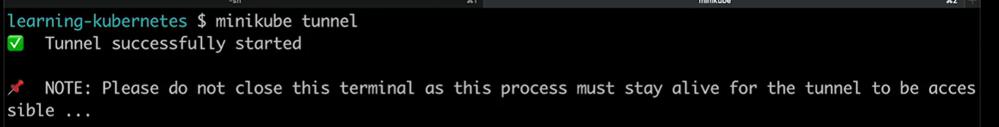 -sh ⌘1 minikube ⌘2 +
learning-kubernetes $ minikube tunnel
✅ Tunnel successfully started
📌 NOTE: Please do not close this terminal as this process must stay alive for the tunnel to be acces
sible ...